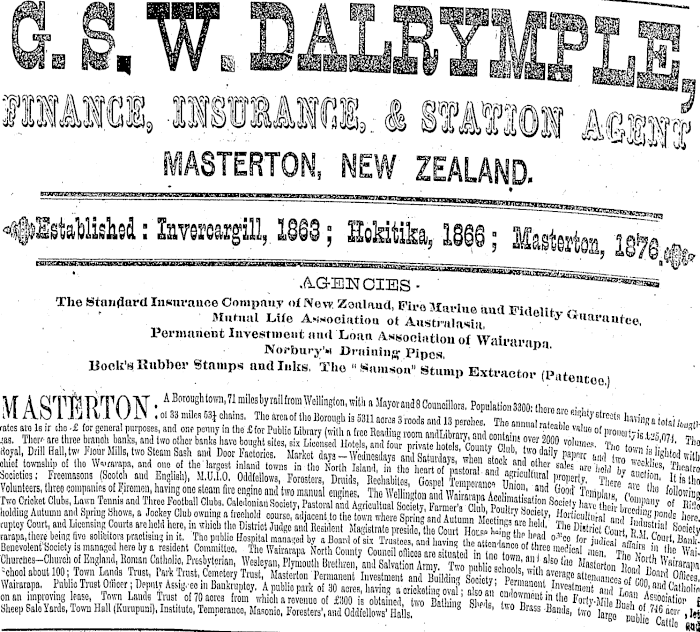 G. S. W. DALRYMPLE,
FINANCE, INSURANCE, & STATION AGENT
MASTERTON, NEW ZEALAND.
Established: Invercargill, 1863; Hokitika, 1866; Masterton, 1876.
AGENCIES
The Standard Insurance Company of New Zealand, Fire Marine and Fidelity Guarantee.
Mutual Life Association of Australasia.
Permanent Investment and Loan Association of Wairarapa.
Norbury's Draining Pipes.
Bock's Rubber Stamps and Inks. The "Samson" Stump Extractor (Patentee.)
MASTERTON: A Borough town, 71 miles by rail from Wellington, with a Mayor and 8 Councillors. Population 3300: there are eighty streets having a total length
of 33 miles 53½ chains. The area of the Borough is 5311 acres 3 roods and 13 perches. The annual rateable value of property is £25,071. The
rates are 1s in the £ for general purposes, and one penny in the £ for Public Library (with a free Reading room and Library, and contains over 2000 volumes. The town is lighted with
gas. There are three branch banks, and two other banks have bought sites, six Licensed Hotels, and four private hotels, County Club, two daily paper and two weeklies, Theatre
Royal, Drill Hall, two Flour Mills, two Steam Sash and Door Factories. Market days—Wednesdays and Saturdays, when stock and other sales are held by auction. It is the
chief township of the Wairarapa, and one of the largest inland towns in the North Island, in the heart of pastoral and agricultural property. There are the following
Societies: Freemasons (Scotch and English), M.U.I.O. Oddfellows, Foresters, Druids, Rechabites, Gospel Temperance Union, and Good Templars, Company of Rifle
Volunteers, three companies of Firemen, having one steam fire engine and two manual engines. The Wellington and Wairarapa Acclimatisation Society have their breeding ponds here.
Two Cricket Clubs, Lawn Tennis and Three Football Clubs. Caledonian Society, Pastoral and Agricultural Society, Farmer's Club, Poultry Society, Horticultural and Industrial Society
holding Autumn and Spring Shows, a Jockey Club owning a freehold course, adjacent to the town where Spring and Autumn Meetings are held. The District Court, R.M. Court, Bank-
ruptcy Court, and Licensing Courts are held here, in which the District Judge and Resident Magistrate preside, the Court House being the head office for judicial affairs in the Wai-
rarapa, there being five solicitors practising in it. The public Hospital managed by a Board of six Trustees, and having the attendance of three medical men. The North Wairarapa
Benevolent Society is managed here by a resident Committee. The Wairarapa North County Council offices are situated in the town, and also the Masterton Road Board Offices,
Churches—Church of England, Roman Catholic, Presbyterian, Wesleyan, Plymouth Brethren, and Salvation Army. Two public schools, with average attendances of 600, and Catholic
School about 100; Town Lands Trust, Park Trust, Cemetery Trust, Masterton Permanent Investment and Building Society; Permanent Investment and Loan Association of
Wairarapa. Public Trust Officer; Deputy Assignee in Bankruptcy. A public park of 30 acres, having a cricketing oval; also an endowment in the Forty-Mile Bush of 746 acres, let
on an improving lease, Town Lands Trust of 70 acres from which a revenue of £300 is obtained, two Bathing Sheds, two Brass Bands, two large public Cattle and
Sheep Sale Yards, Town Hall (Kurupuni), Institute, Temperance, Masonic, Foresters', and Oddfellows' Halls.